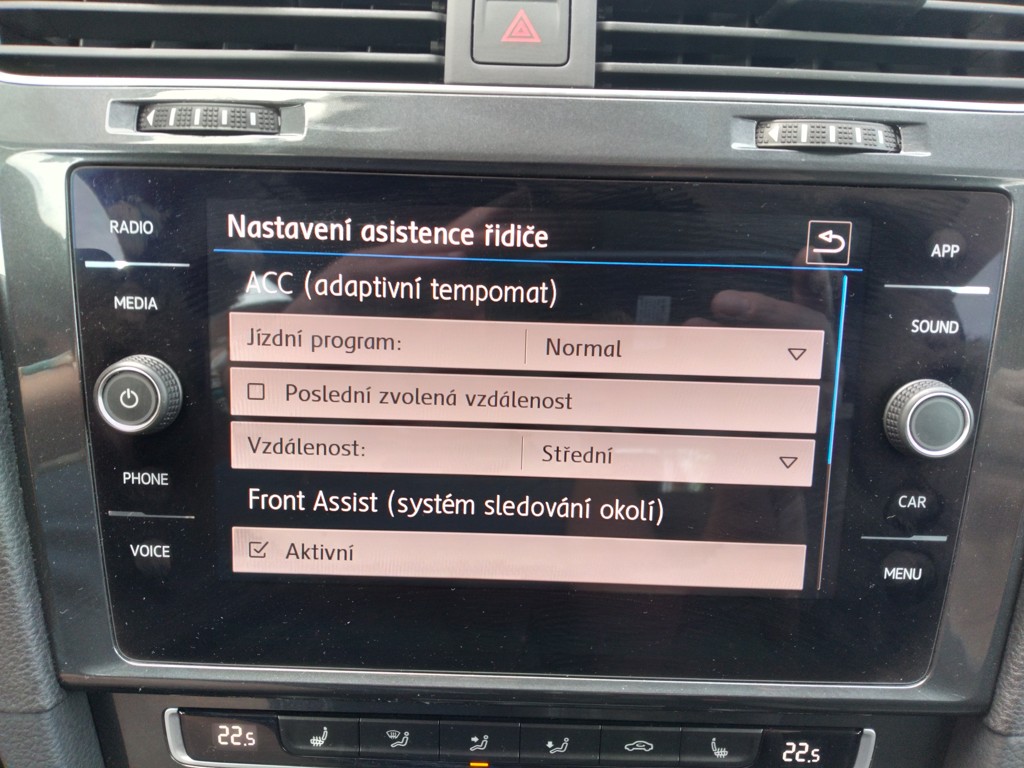 RADIO
MEDIA
PHONE
VOICE
Nastavení asistence řidiče
ACC (adaptivní tempomat)
Jízdní program: Normal
Poslední zvolená vzdálenost
Vzdálenost: Střední
Front Assist (systém sledování okolí)
Aktivní
APP
SOUND
CAR
MENU
22.5
22.5